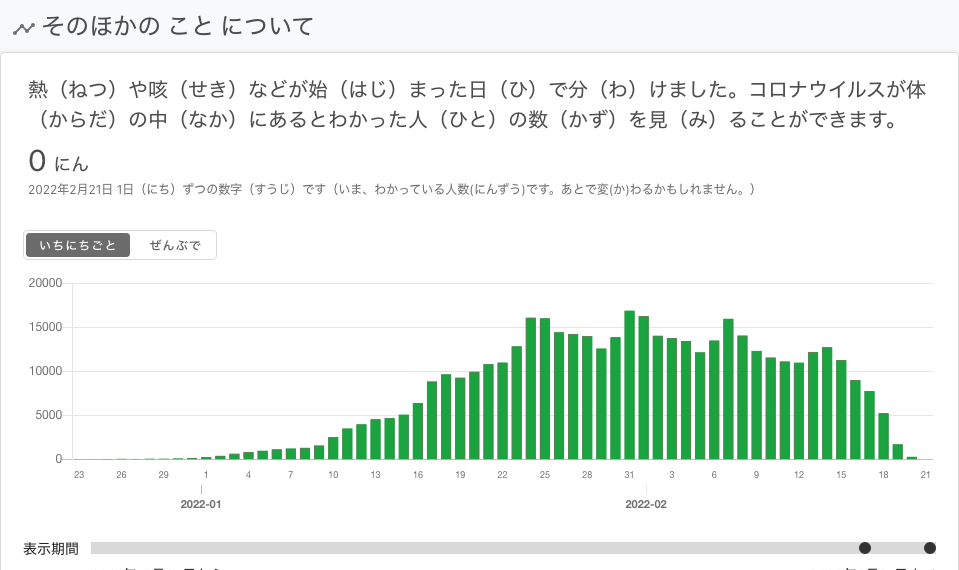 そのほかの こと について
熱（ねつ）や咳（せき）などが始（はじ）まった日（ひ）で分（わ）けました。コロナウイルスが体
（からだ）の中（なか）にあるとわかった人（ひと）の数（かず）を見（み）ることができます。
0 にん
2022年2月21日 1日（にち）ずつの数字（すうじ）です（いま、わかっている人数(にんずう)です。あとで変(か)わるかもしれません。）
いちにちごと ぜんぶで
20000
15000
10000
5000
0
23 26 29 1 4 7 10 13 16 19 22 25 28 31 3 6 9 12 15 18 21
2022-01 2022-02
表示期間